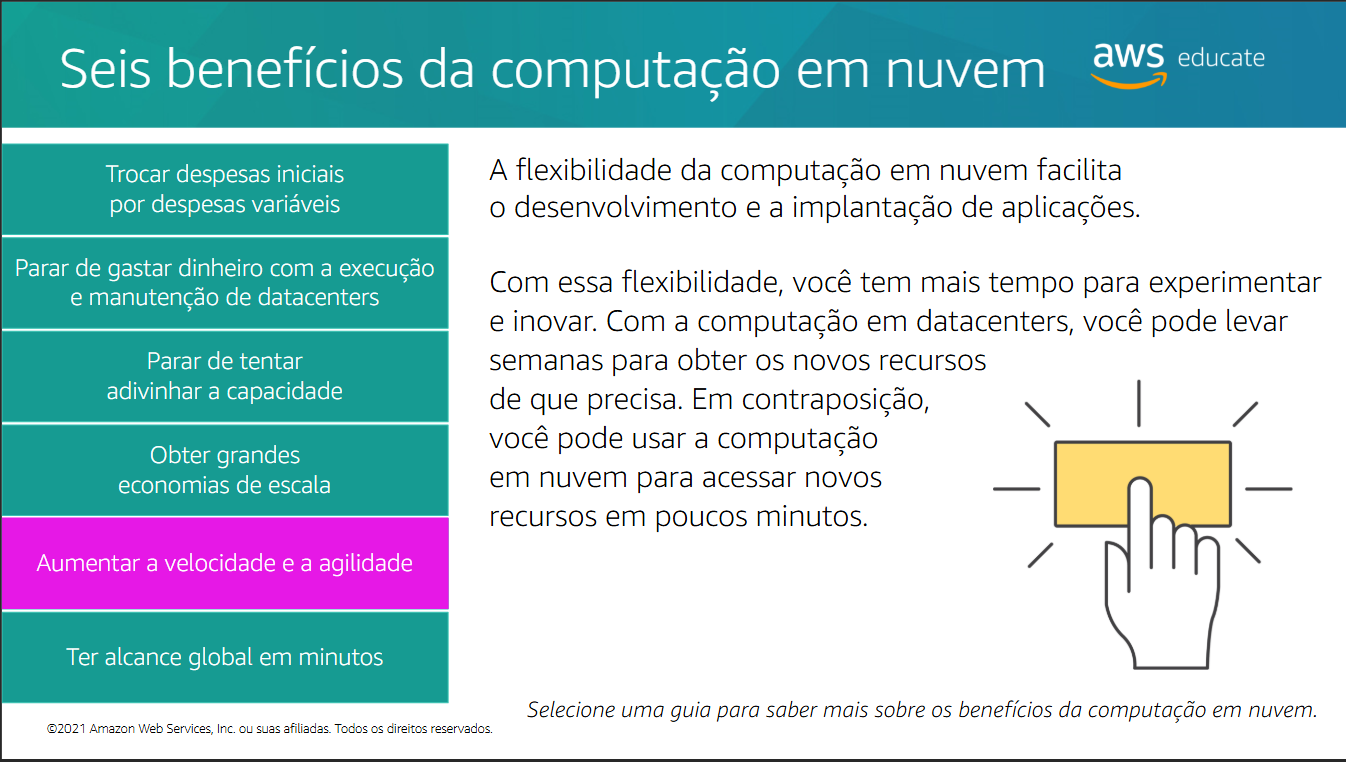 Seis benefícios da computação em nuvem
aws educate
Trocar despesas iniciais
por despesas variáveis
Parar de gastar dinheiro com a execução
e manutenção de datacenters
Parar de tentar
adivinhar a capacidade
Obter grandes
economias de escala
Aumentar a velocidade e a agilidade
Ter alcance global em minutos
A flexibilidade da computação em nuvem facilita
o desenvolvimento e a implantação de aplicações.
Com essa flexibilidade, você tem mais tempo para experimentar
e inovar. Com a computação em datacenters, você pode levar
semanas para obter os novos recursos
de que precisa. Em contraposição,
você pode usar a computação
em nuvem para acessar novos
recursos em poucos minutos.
Selecione uma guia para saber mais sobre os benefícios da computação em nuvem.
©2021 Amazon Web Services, Inc. ou suas afiliadas. Todos os direitos reservados.